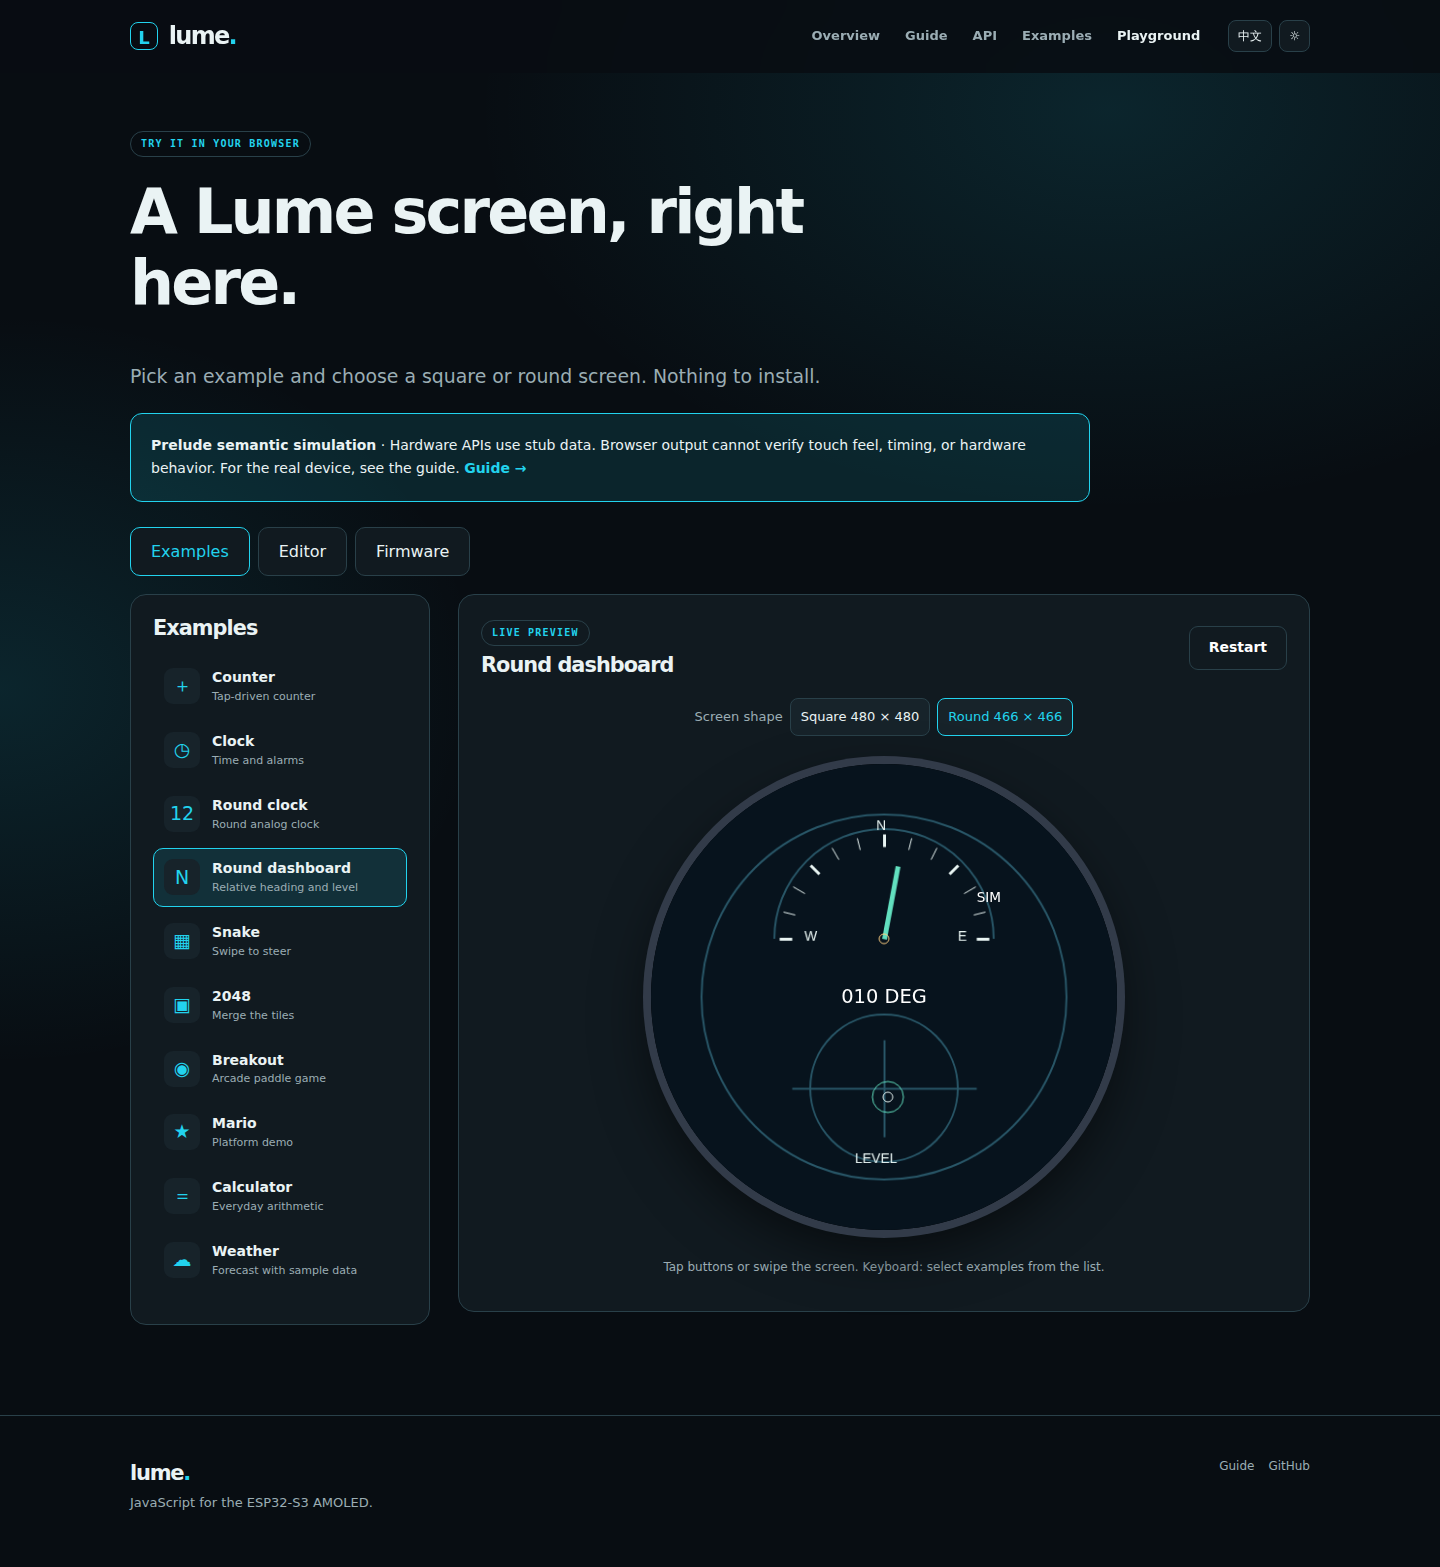 L lume.
Overview Guide API Examples Playground 中文 ☼
TRY IT IN YOUR BROWSER
A Lume screen, right
here.
Pick an example and choose a square or round screen. Nothing to install.
Prelude semantic simulation · Hardware APIs use stub data. Browser output cannot verify touch feel, timing, or hardware
behavior. For the real device, see the guide. Guide →
Examples Editor Firmware
Examples
+ Counter
Tap-driven counter
◷ Clock
Time and alarms
12 Round clock
Round analog clock
N Round dashboard
Relative heading and level
▦ Snake
Swipe to steer
▣ 2048
Merge the tiles
◉ Breakout
Arcade paddle game
★ Mario
Platform demo
= Calculator
Everyday arithmetic
☁ Weather
Forecast with sample data
LIVE PREVIEW
Round dashboard
Restart
Screen shape Square 480 × 480 Round 466 × 466
N
SIM
W E
010 DEG
LEVEL
Tap buttons or swipe the screen. Keyboard: select examples from the list.
lume.
JavaScript for the ESP32-S3 AMOLED.
Guide GitHub